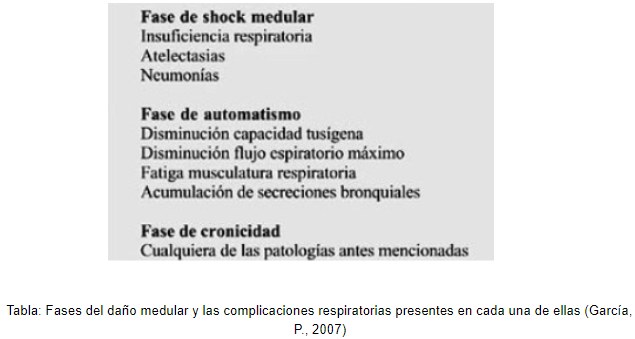 Fase de shock medular
Insuficiencia respiratoria
Atelectasias
Neumonías
Fase de automatismo
Disminución capacidad tusígena
Disminución flujo espiratorio máximo
Fatiga musculatura respiratoria
Acumulación de secreciones bronquiales
Fase de cronicidad
Cualquiera de las patologías antes mencionadas
Tabla: Fases del daño medular y las complicaciones respiratorias presentes en cada una de ellas (García,
P., 2007)